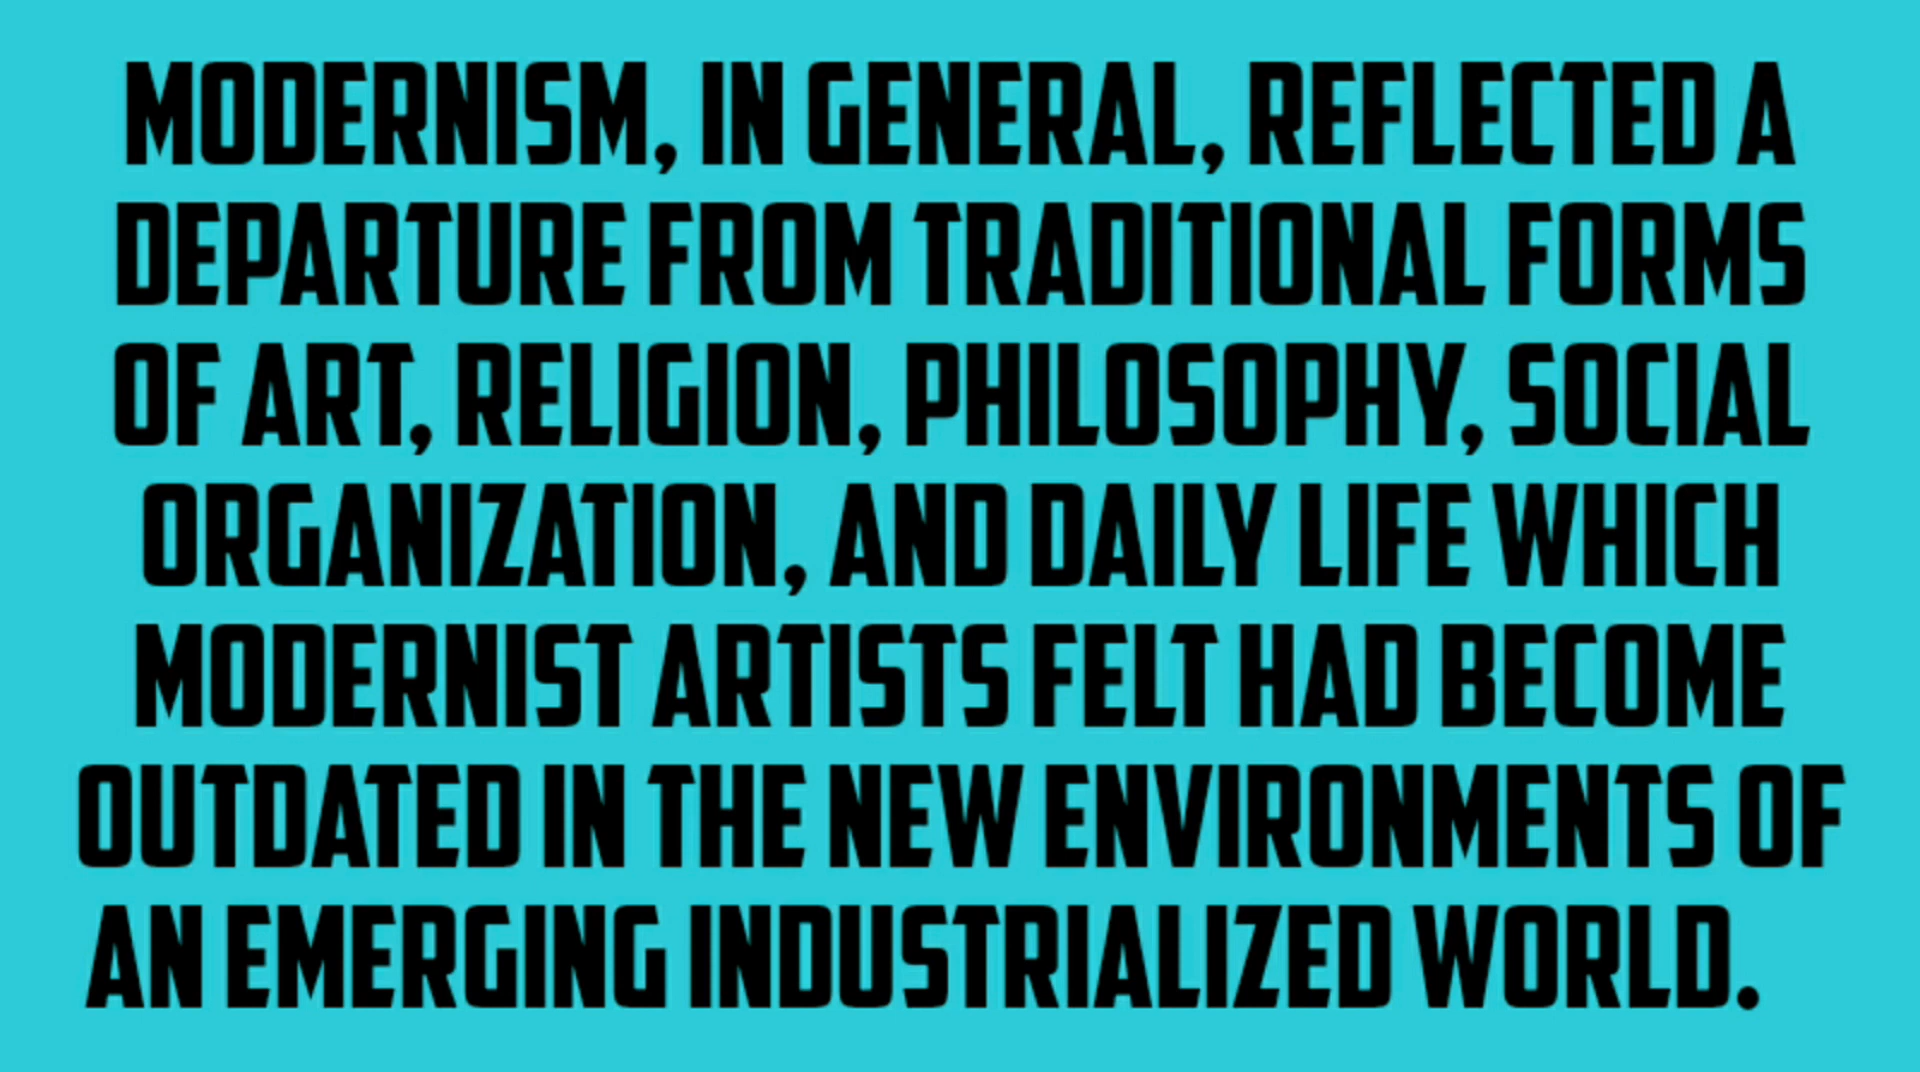 MODERNISM, IN GENERAL, REFLECTED A
DEPARTURE FROM TRADITIONAL FORMS
OF ART, RELIGION, PHILOSOPHY, SOCIAL
ORGANIZATION, AND DAILY LIFE WHICH
MODERNIST ARTISTS FELT HAD BECOME
OUTDATED IN THE NEW ENVIRONMENTS OF
AN EMERGING INDUSTRIALIZED WORLD.